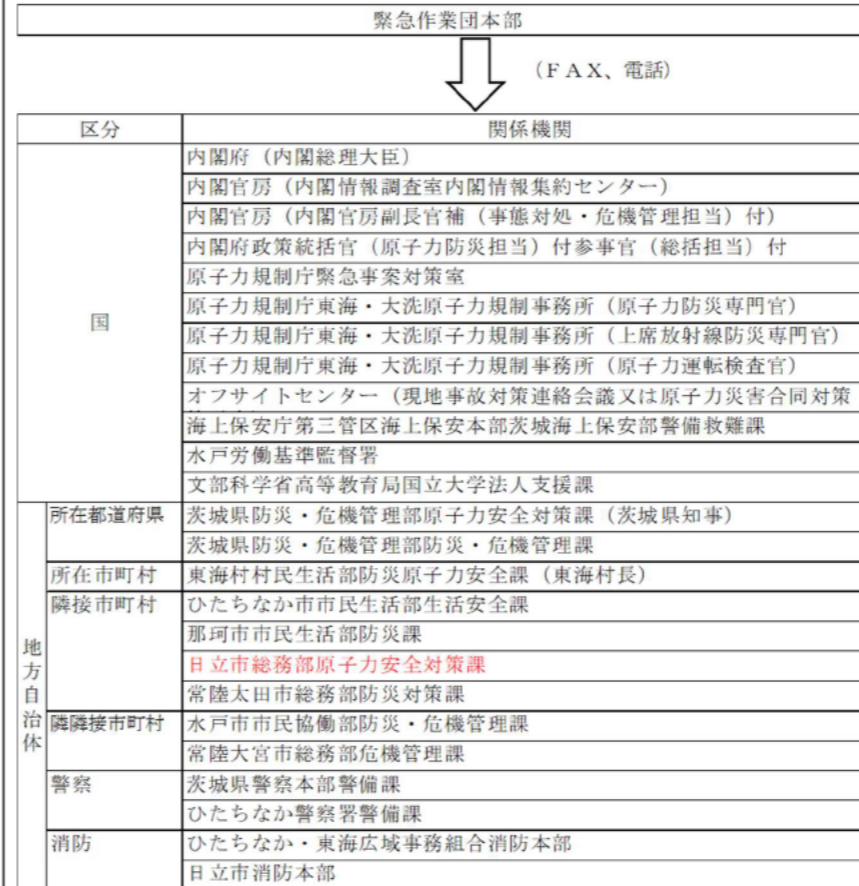 緊急作業団本部
(FAX、電話)
区分 関係機関
国
内閣府(内閣総理大臣)
内閣官房(内閣情報調査室内閣情報集約センター)
内閣官房(内閣官房副長官補(事態対処・危機管理担当)付)
内閣府政策統括官(原子力防災担当)付参事官(総括担当)付
原子力規制庁緊急事案対策室
原子力規制庁東海・大洗原子力規制事務所(原子力防災専門官)
原子力規制庁東海・大洗原子力規制事務所(上席放射線防災専門官)
原子力規制庁東海・大洗原子力規制事務所(原子力運転検査官)
オフサイトセンター(現地事故対策連絡会議又は原子力災害合同対策
海上保安庁第三管区海上保安本部茨城海上保安部警備救難課
水戸労働基準監督署
文部科学省高等教育局国立大学法人支援課
地方自治体
所在都道府県 茨城県防災・危機管理部原子力安全対策課(茨城県知事)
茨城県防災・危機管理部防災・危機管理課
所在市町村 東海村村民生活部防災原子力安全課(東海村長)
隣接市町村 ひたちなか市市民生活部生活安全課
那珂市市民生活部防災課
日立市総務部原子力安全対策課
常陸太田市総務部防災対策課
隣隣接市町村 水戸市市民協働部防災・危機管理課
常陸大宮市総務部危機管理課
警察 茨城県警察本部警備課
ひたちなか警察署警備課
消防 ひたちなか・東海広域事務組合消防本部
日立市消防本部